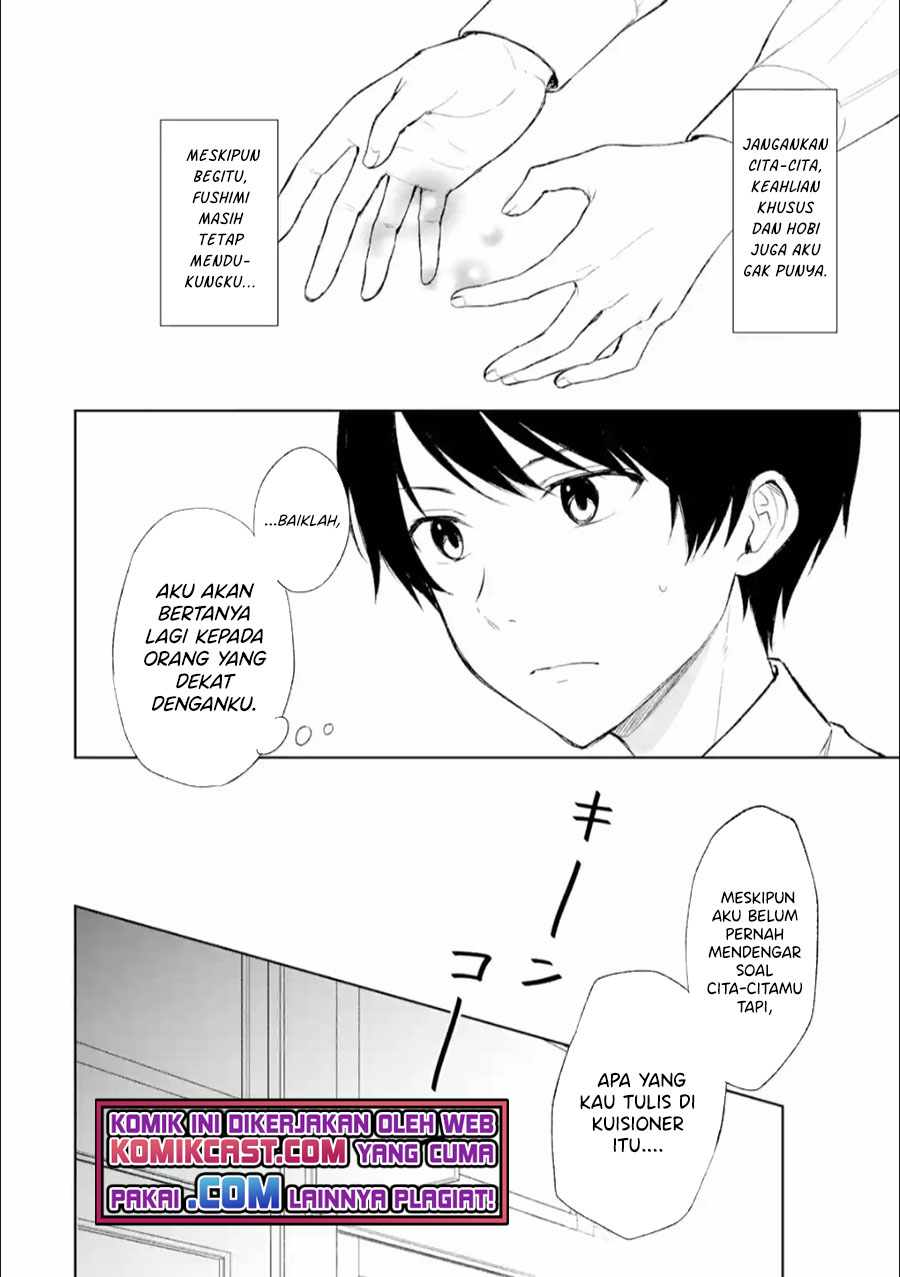 JANGANKAN
CITA-CITA,
KEAHLIAN
KHUSUS
DAN HOBI
JUGA AKU
GAK PUNYA.
MESKIPUN
BEGITU,
FUSHIMI
MASIH
TETAP
MENDU-
KUNGKU...
...BAIKLAH,
AKU AKAN
BERTANYA
LAGI KEPADA
ORANG YANG
DEKAT
DENGANKU.
キーン
コー
MESKIPUN
AKU BELUM
PERNAH
MENDENGAR
SOAL
CITA-CITAMU
TAPI,
APA YANG
KAU TULIS DI
KUISIONER
ITU....
KOMIK INI DIKERJAKAN OLEH WEB
KOMIKCAST.COM YANG CUMA
PAKAI .COM LAINNYA PLAGIAT!